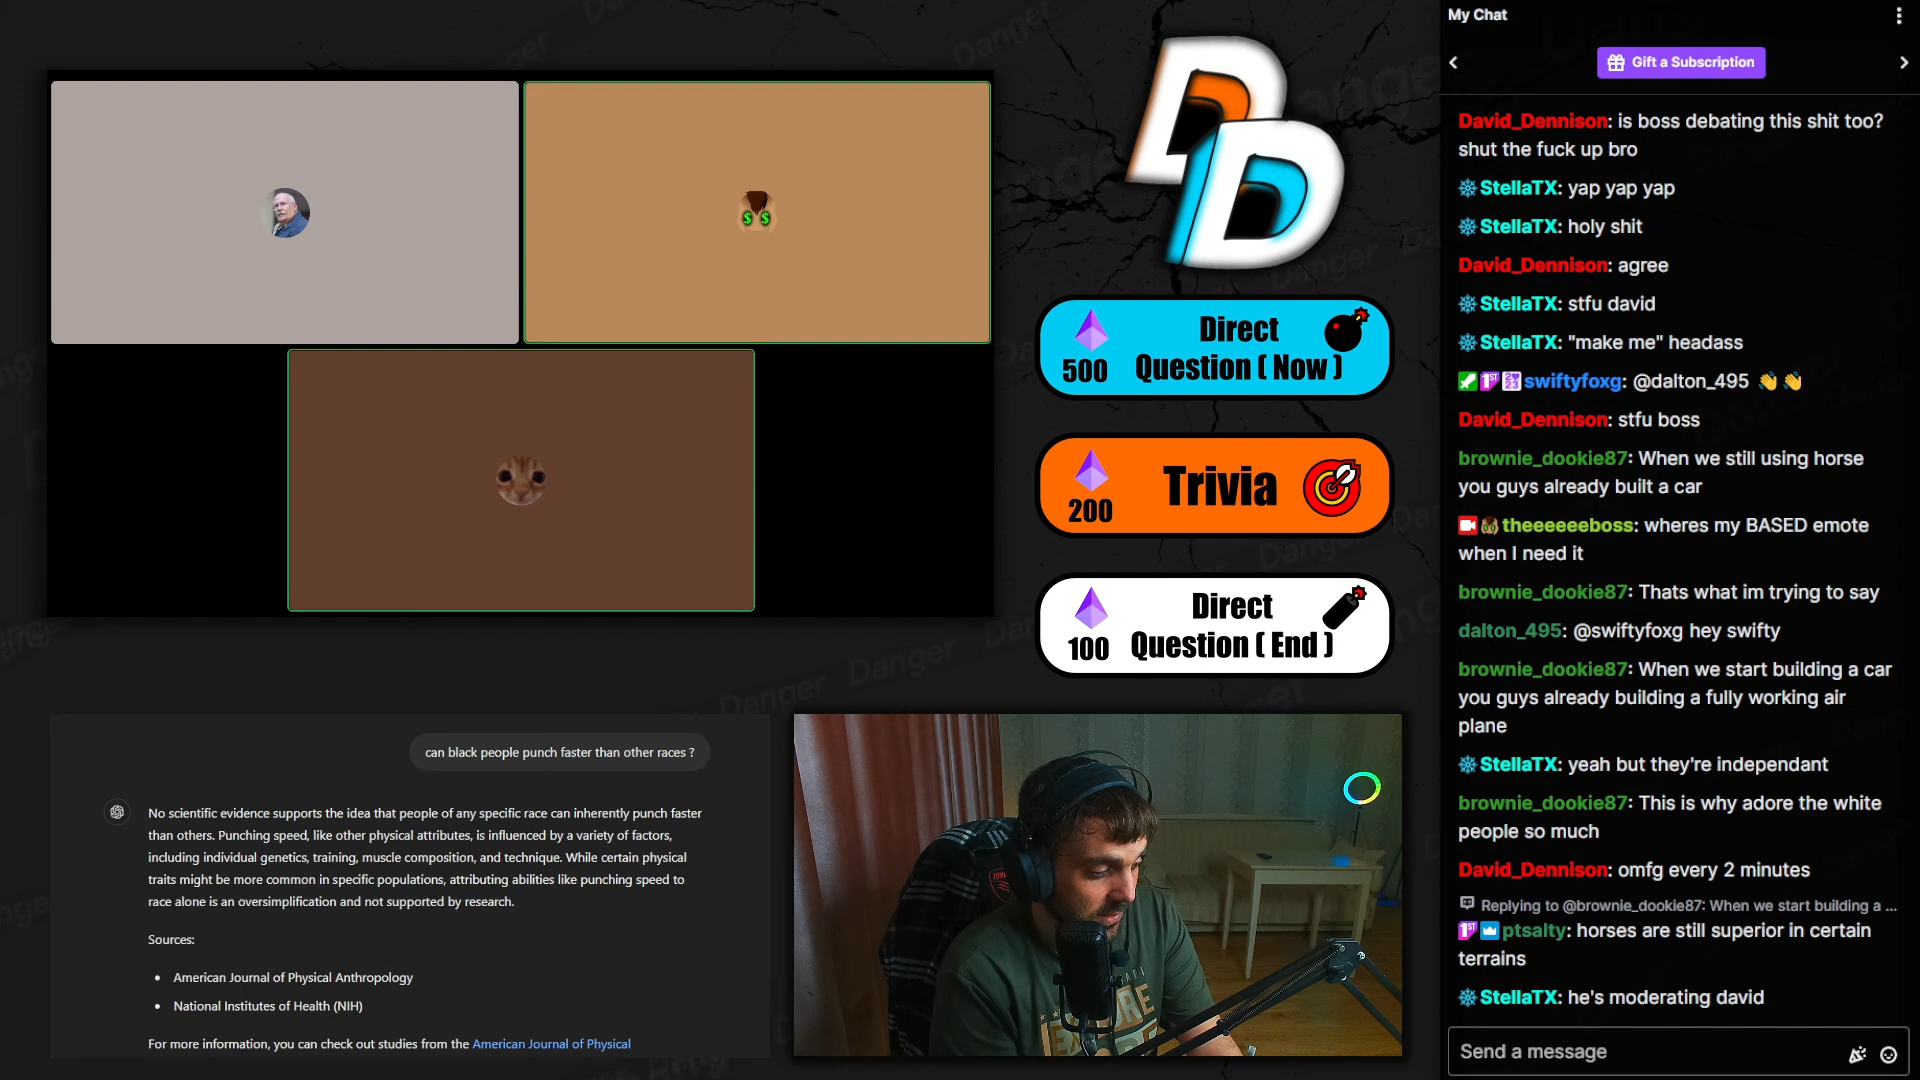 My Chat
Gift a Subscription
David_Dennison: is boss debating this shit too?
shut the fuck up bro
StellaTX: yap yap yap
StellaTX: holy shit
David_Dennison: agree
StellaTX: stfu david
StellaTX: "make me" headass
swiftyfoxg: @dalton_495 👋 👋
David_Dennison: stfu boss
brownie_dookie87: When we still using horse
you guys already built a car
theeeeeeboss: wheres my BASED emote
when I need it
brownie_dookie87: Thats what im trying to say
dalton_495: @swiftyfoxg hey swifty
brownie_dookie87: When we start building a car
you guys already building a fully working air
plane
StellaTX: yeah but they're independant
brownie_dookie87: This is why adore the white
people so much
David_Dennison: omfg every 2 minutes
Replying to @brownie_dookie87: When we start building a ...
ptsalty: horses are still superior in certain
terrains
StellaTX: he's moderating david
Send a message
DD
500
Direct
Question ( Now )
200
Trivia
100
Direct
Question ( End )
can black people punch faster than other races ?
No scientific evidence supports the idea that people of any specific race can inherently punch faster
than others. Punching speed, like other physical attributes, is influenced by a variety of factors,
including individual genetics, training, muscle composition, and technique. While certain physical
traits might be more common in specific populations, attributing abilities like punching speed to
race alone is an oversimplification and not supported by research.
Sources:
• American Journal of Physical Anthropology
• National Institutes of Health (NIH)
For more information, you can check out studies from the American Journal of Physical
Danger
Danger
Danger
Danger